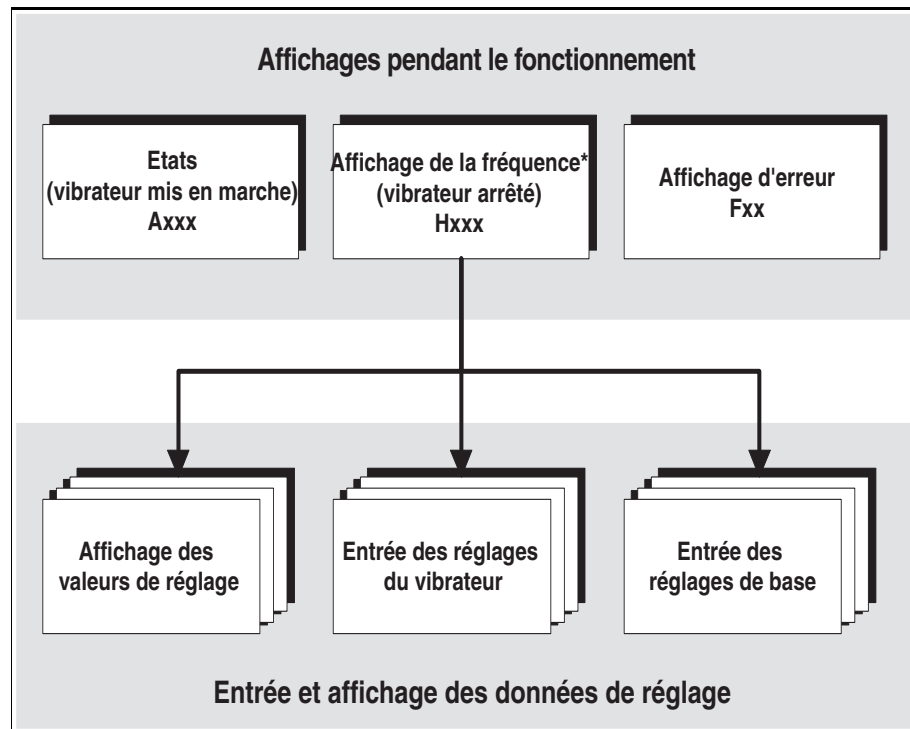 Affichages pendant le fonctionnement
Etats
(vibrateur mis en marche)
Axxx
Affichage de la fréquence*
(vibrateur arrêté)
Hxxx
Affichage d'erreur
Fxx
Affichage des
valeurs de réglage
Entrée des réglages
du vibrateur
Entrée des
réglages de base
Entrée et affichage des données de réglage